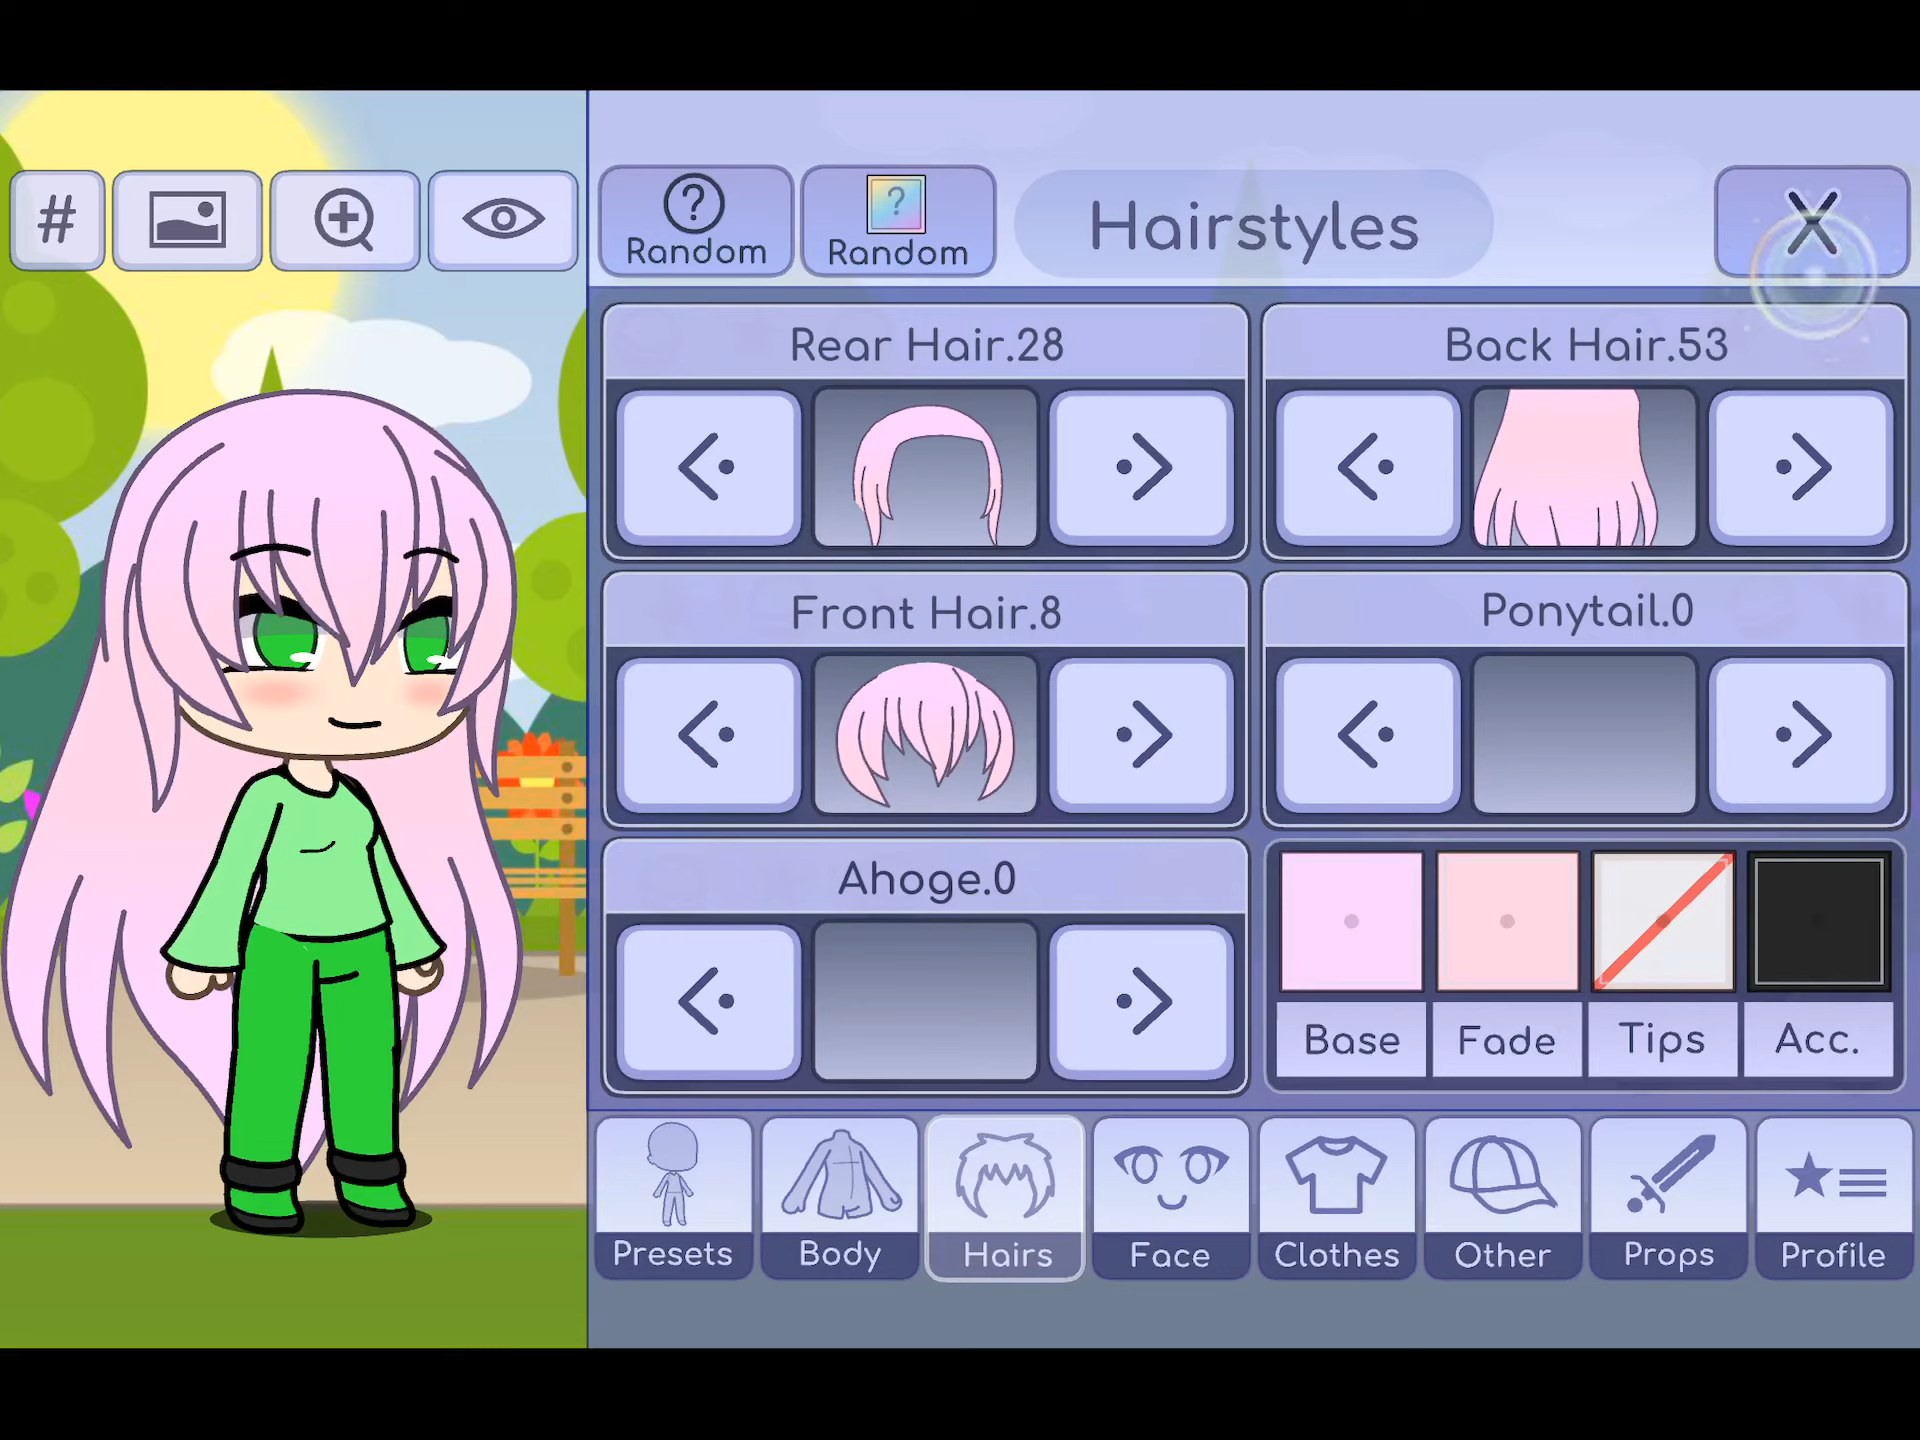 #
? Random
? Random
Hairstyles
X
Rear Hair.28
Back Hair.53
Front Hair.8
Ponytail.0
Ahoge.0
Base
Fade
Tips
Acc.
Presets
Body
Hairs
Face
Clothes
Other
Props
Profile